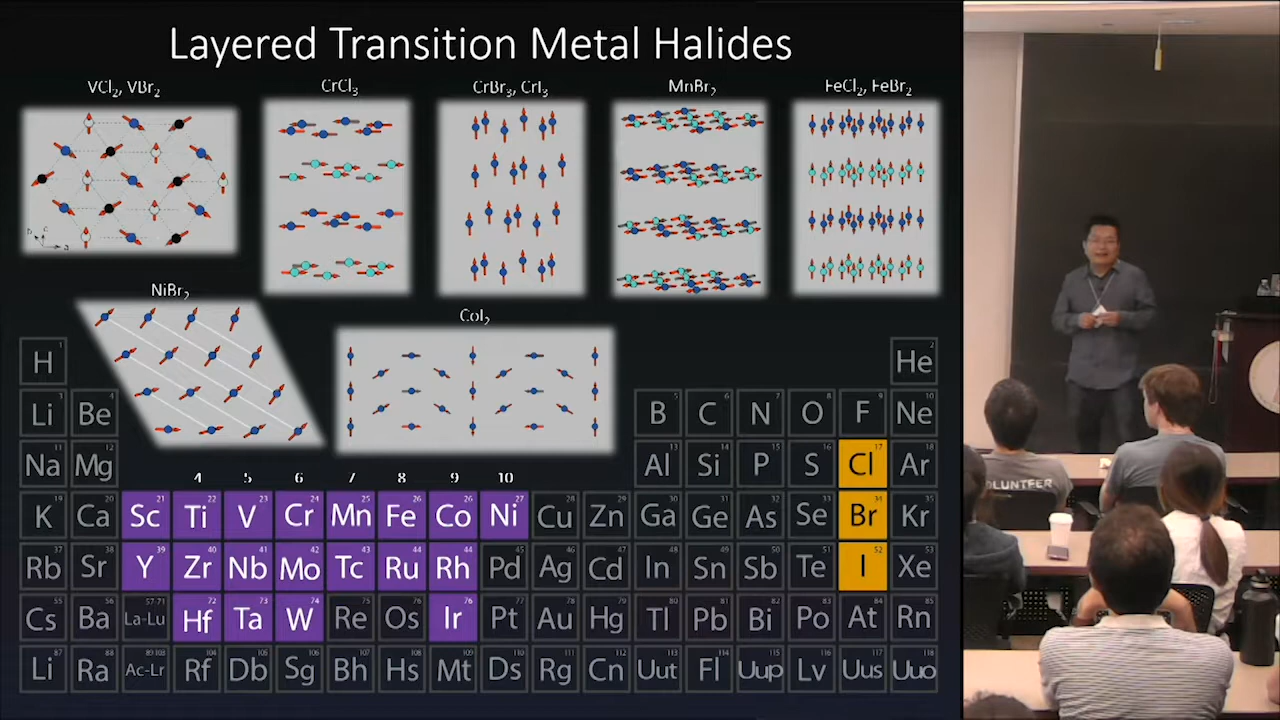 Layered Transition Metal Halides
VCl2, VBr2
CrCl3
CrBr3, CrI3
MnBr2
FeCl2, FeBr2
NiBr2
CoI2
H He
Li Be B C N O F Ne
Na Mg Al Si P S Cl Ar
4 5 6 7 8 9 10
K Ca Sc Ti V Cr Mn Fe Co Ni Cu Zn Ga Ge As Se Br Kr
Rb Sr Y Zr Nb Mo Tc Ru Rh Pd Ag Cd In Sn Sb Te I Xe
Cs Ba La-Lu Hf Ta W Re Os Ir Pt Au Hg Tl Pb Bi Po At Rn
Li Ra Ac-Lr Rf Db Sg Bh Hs Mt Ds Rg Cn Uut Fl Uup Lv Uus Uuo
OLUNTEER